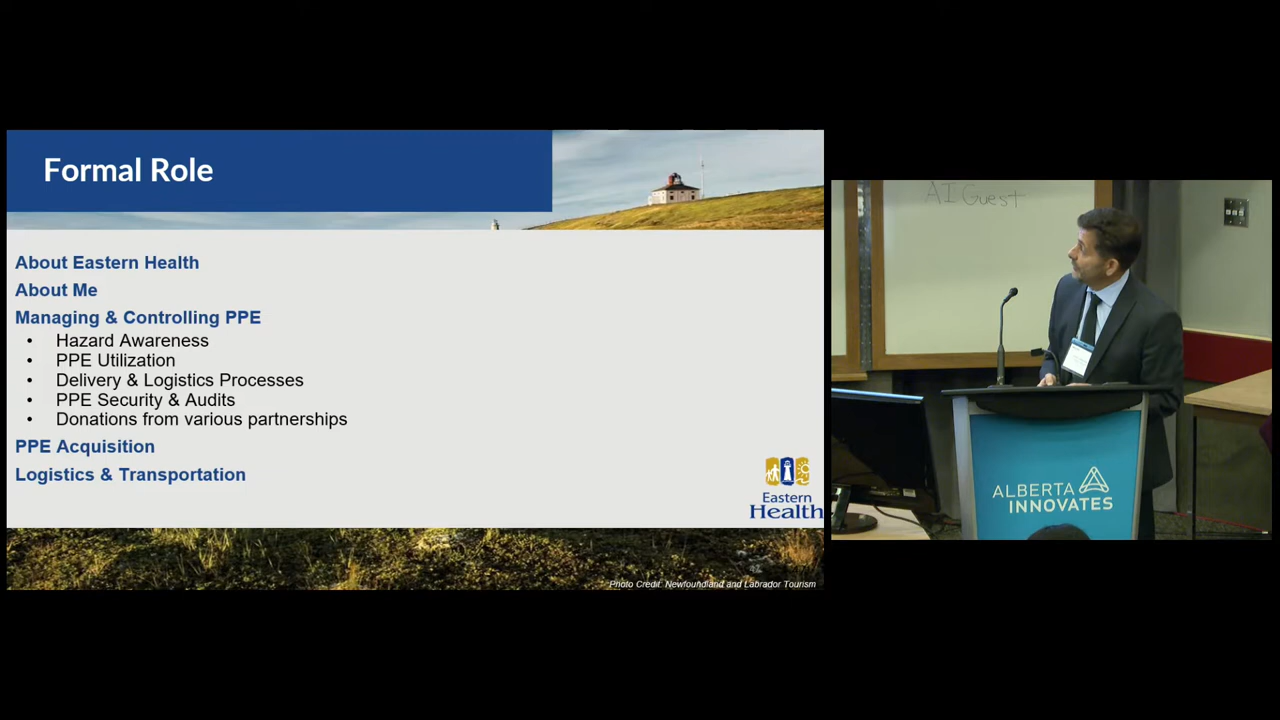 Formal Role
About Eastern Health
About Me
Managing & Controlling PPE
• Hazard Awareness
• PPE Utilization
• Delivery & Logistics Processes
• PPE Security & Audits
• Donations from various partnerships
PPE Acquisition
Logistics & Transportation
Eastern
Health
Photo Credit: Newfoundland and Labrador Tourism
AI Guest
ALBERTA
INNOVATES